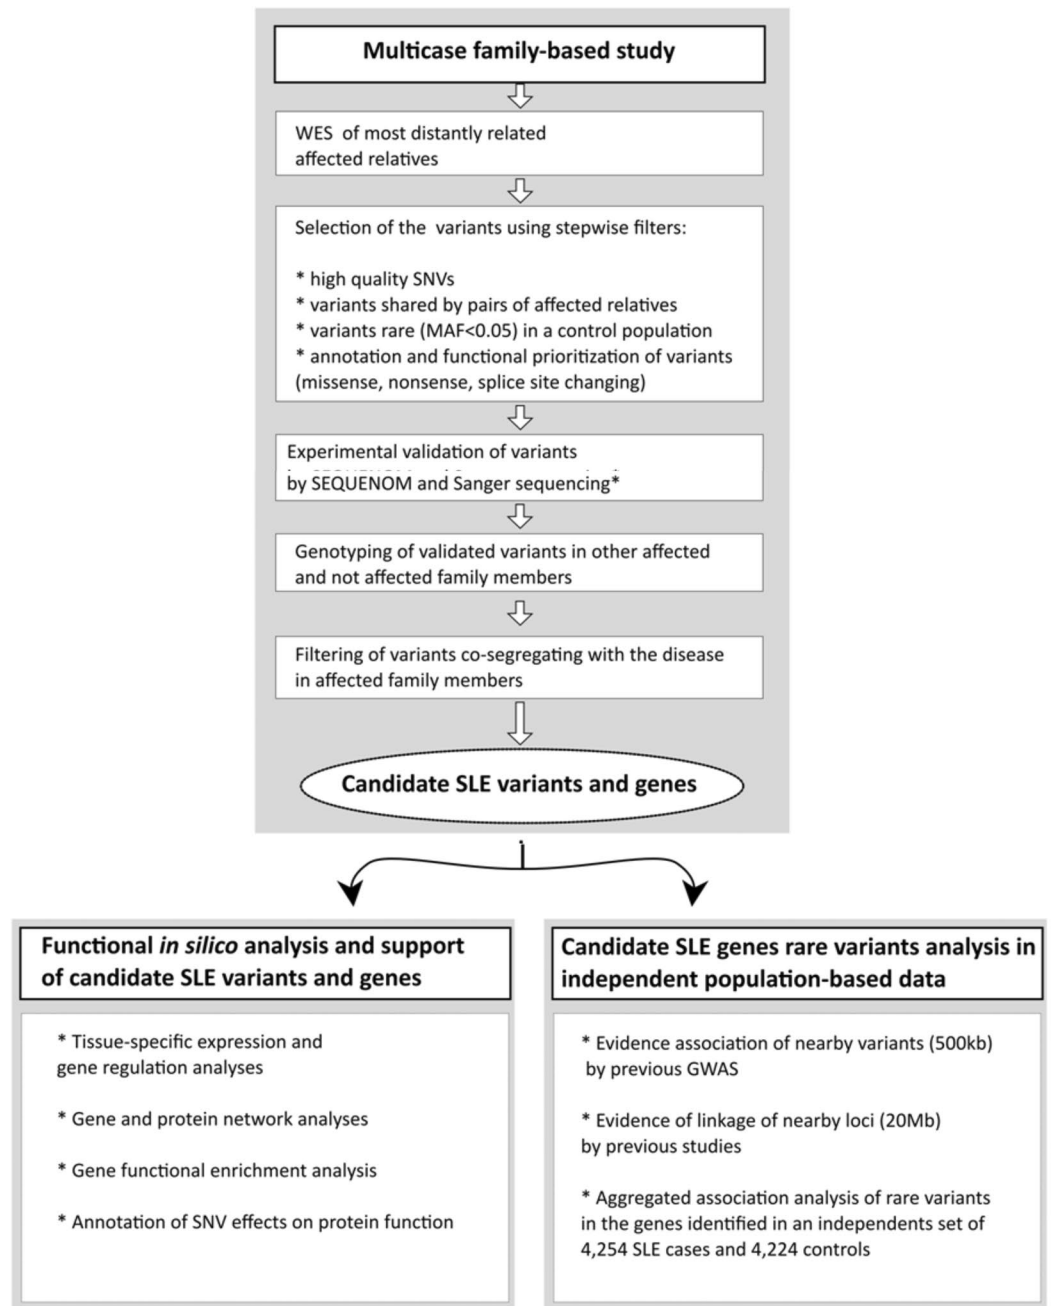 Multicase family-based study
WES of most distantly related
affected relatives
Selection of the variants using stepwise filters:
* high quality SNVs
* variants shared by pairs of affected relatives
* variants rare (MAF<0.05) in a control population
* annotation and functional prioritization of variants
(missense, nonsense, splice site changing)
Experimental validation of variants
by SEQUENOM and Sanger sequencing*
Genotyping of validated variants in other affected
and not affected family members
Filtering of variants co-segregating with the disease
in affected family members
Candidate SLE variants and genes
Functional in silico analysis and support
of candidate SLE variants and genes
* Tissue-specific expression and
gene regulation analyses
* Gene and protein network analyses
* Gene functional enrichment analysis
* Annotation of SNV effects on protein function
Candidate SLE genes rare variants analysis in
independent population-based data
* Evidence association of nearby variants (500kb)
by previous GWAS
* Evidence of linkage of nearby loci (20Mb)
by previous studies
* Aggregated association analysis of rare variants
in the genes identified in an independents set of
4,254 SLE cases and 4,224 controls